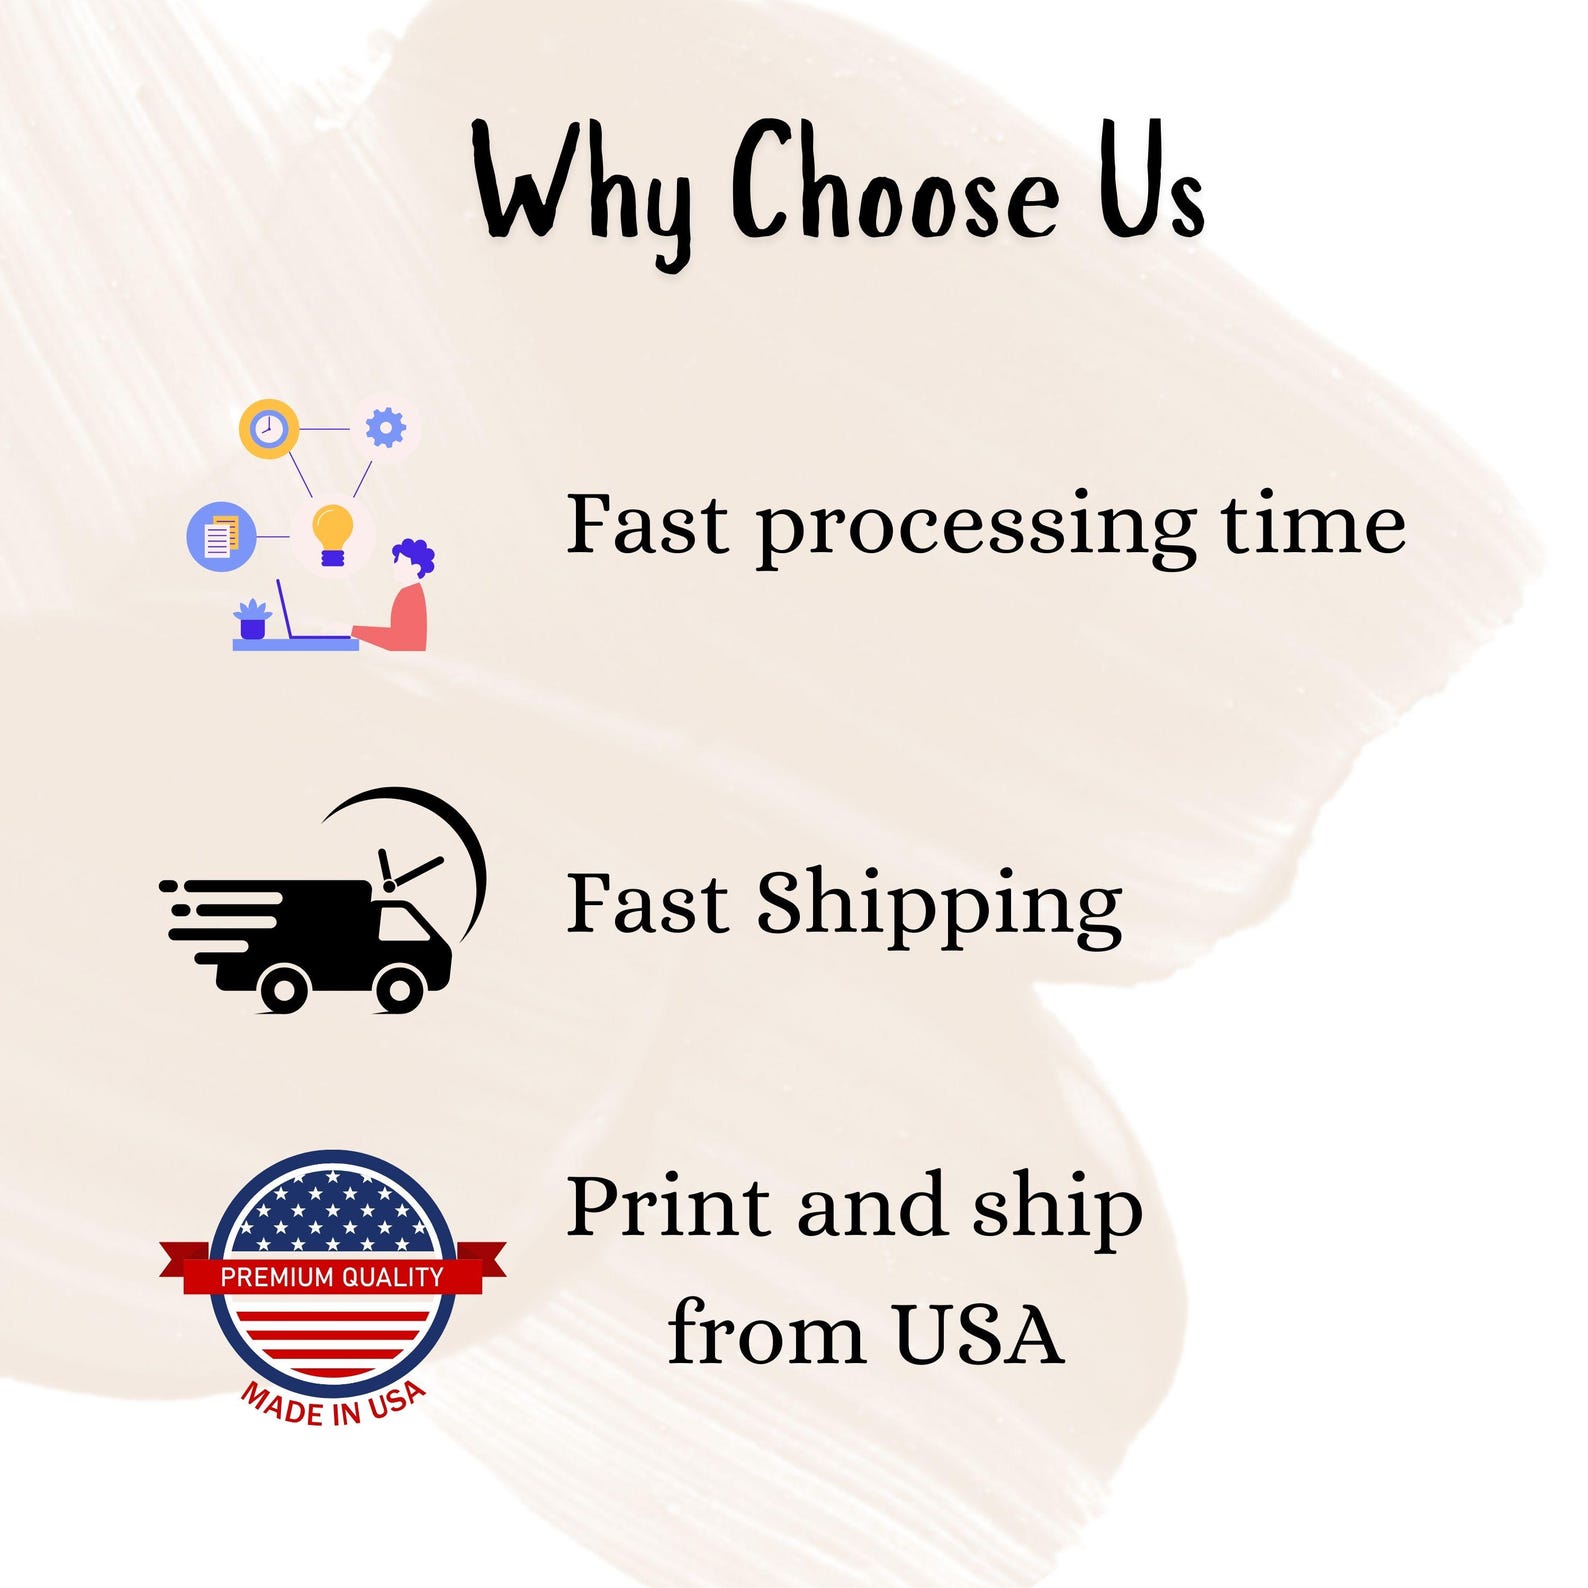 Why Choose Us
Fast processing time
Fast Shipping
Print and ship
from USA
PREMIUM QUALITY
MADE IN USA